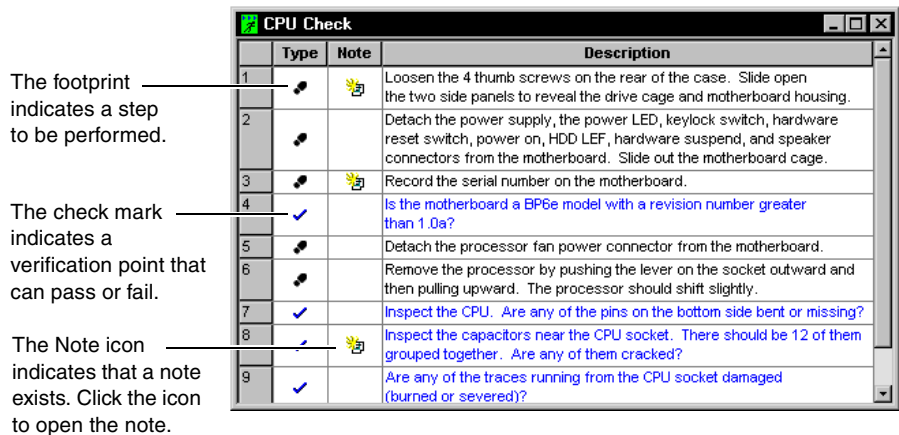 CPU Check
Type Note Description
1 Loosen the 4 thumb screws on the rear of the case. Slide open
the two side panels to reveal the drive cage and motherboard housing.
2 Detach the power supply, the power LED, keylock switch, hardware
reset switch, power on, HDD LEF, hardware suspend, and speaker
connectors from the motherboard. Slide out the motherboard cage.
3 Record the serial number on the motherboard.
4 Is the motherboard a BP6e model with a revision number greater
than 1.0a?
5 Detach the processor fan power connector from the motherboard.
6 Remove the processor by pushing the lever on the socket outward and
then pulling upward. The processor should shift slightly.
7 Inspect the CPU. Are any of the pins on the bottom side bent or missing?
8 Inspect the capacitors near the CPU socket. There should be 12 of them
grouped together. Are any of them cracked?
9 Are any of the traces running from the CPU socket damaged
(burned or severed)?
The footprint
indicates a step
to be performed.
The check mark
indicates a
verification point that
can pass or fail.
The Note icon
indicates that a note
exists. Click the icon
to open the note.